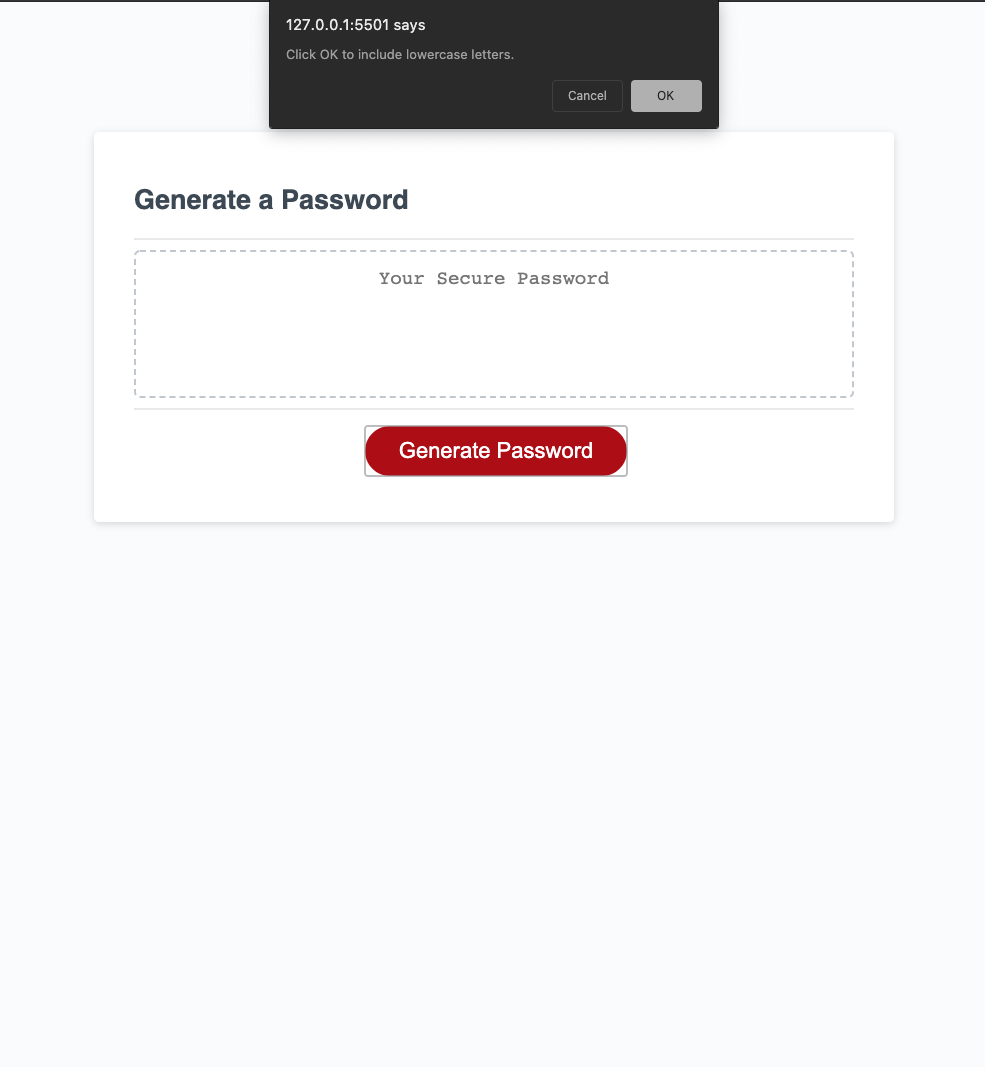 127.0.0.1:5501 says
Click OK to include lowercase letters.
Cancel OK
Generate a Password
Your Secure Password
Generate Password